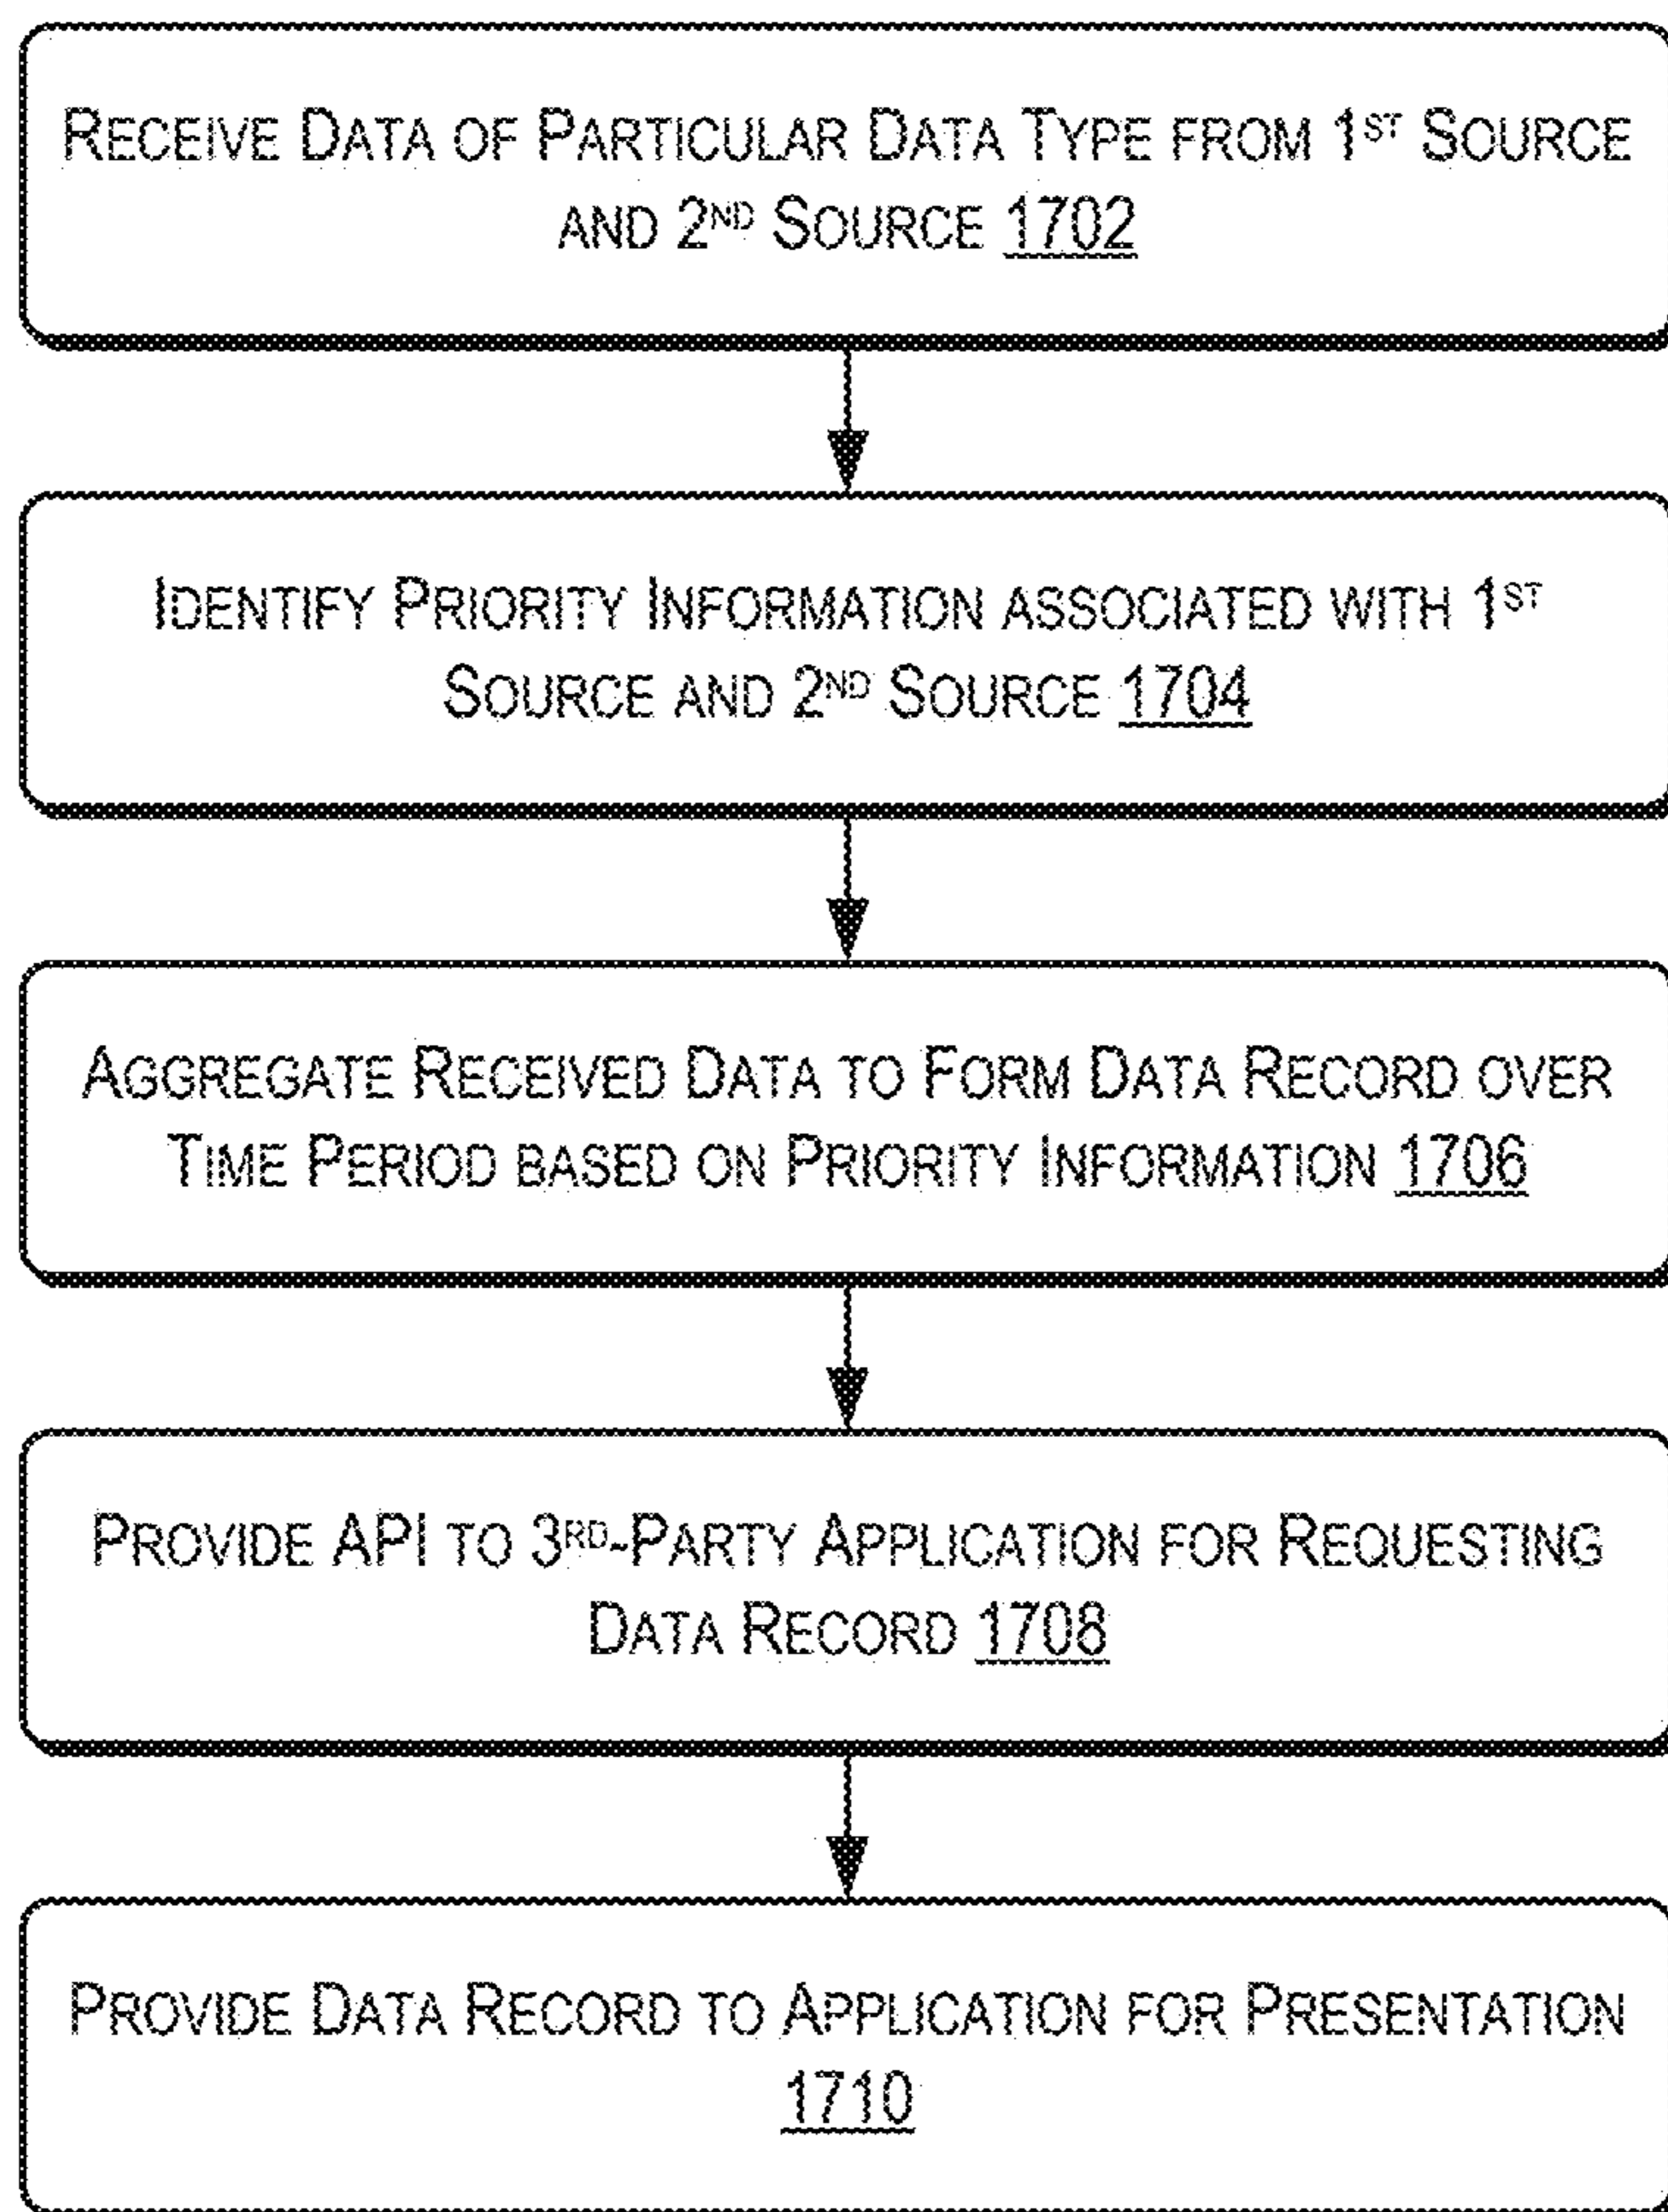 RECEIVE DATA OF PARTICULAR DATA TYPE FROM 1ST SOURCE
AND 2ND SOURCE 1702
IDENTIFY PRIORITY INFORMATION ASSOCIATED WITH 1ST
SOURCE AND 2ND SOURCE 1704
AGGREGATE RECEIVED DATA TO FORM DATA RECORD OVER
TIME PERIOD BASED ON PRIORITY INFORMATION 1706
PROVIDE API TO 3RD-PARTY APPLICATION FOR REQUESTING
DATA RECORD 1708
PROVIDE DATA RECORD TO APPLICATION FOR PRESENTATION
1710